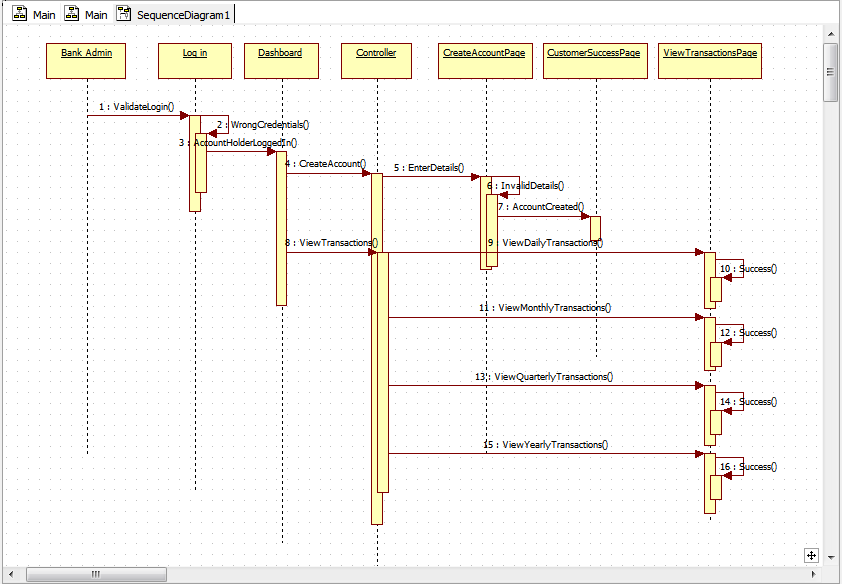 Main Main SequenceDiagram1
Bank Admin Log in Dashboard Controller CreateAccountPage CustomerSuccessPage ViewTransactionsPage
1 : ValidateLogin()
2 : WrongCredentials()
3 : AccountHolderLoggedIn()
4 : CreateAccount()
5 : EnterDetails()
6 : InvalidDetails()
7 : AccountCreated()
8 : ViewTransactions()
9 : ViewDailyTransactions()
10 : Success()
11 : ViewMonthlyTransactions()
12 : Success()
13 : ViewQuarterlyTransactions()
14 : Success()
15 : ViewYearlyTransactions()
16 : Success()